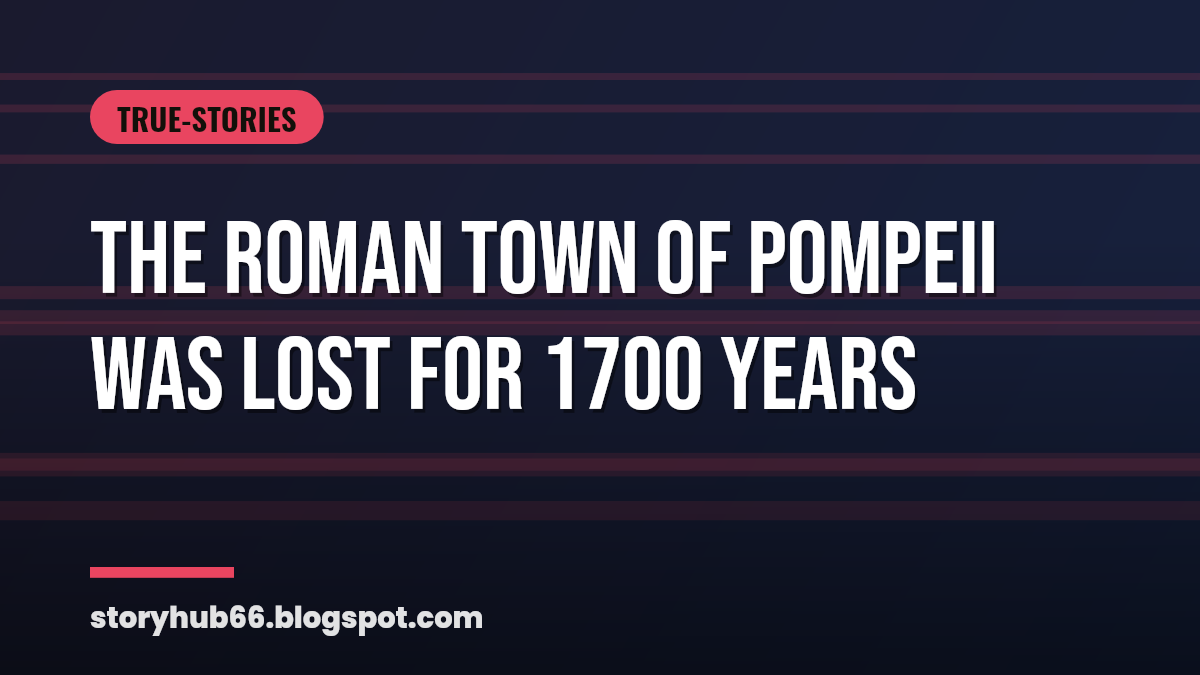 TRUE-STORIES
THE ROMAN TOWN OF POMPEII
WAS LOST FOR 1700 YEARS
storyhub66.blogspot.com